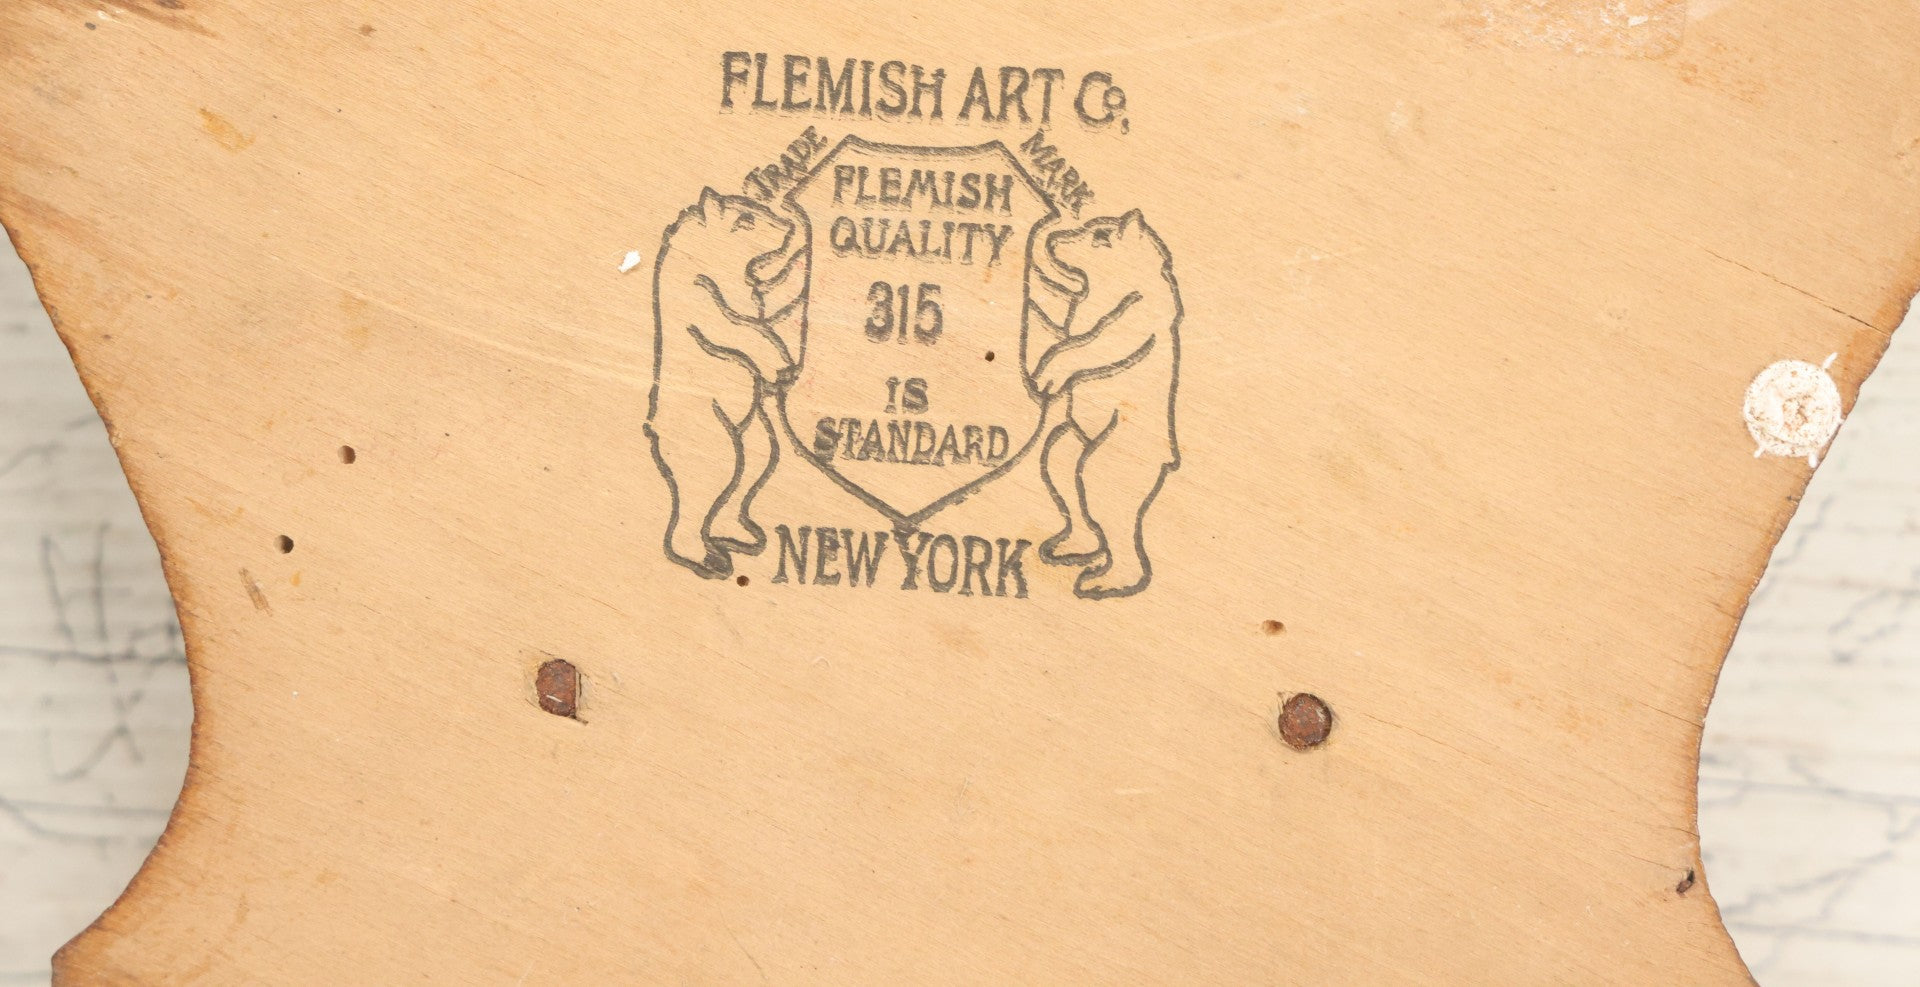 FLEMISH ART Co,
TRADE MARK
FLEMISH
QUALITY
315
IS
STANDARD
NEW YORK